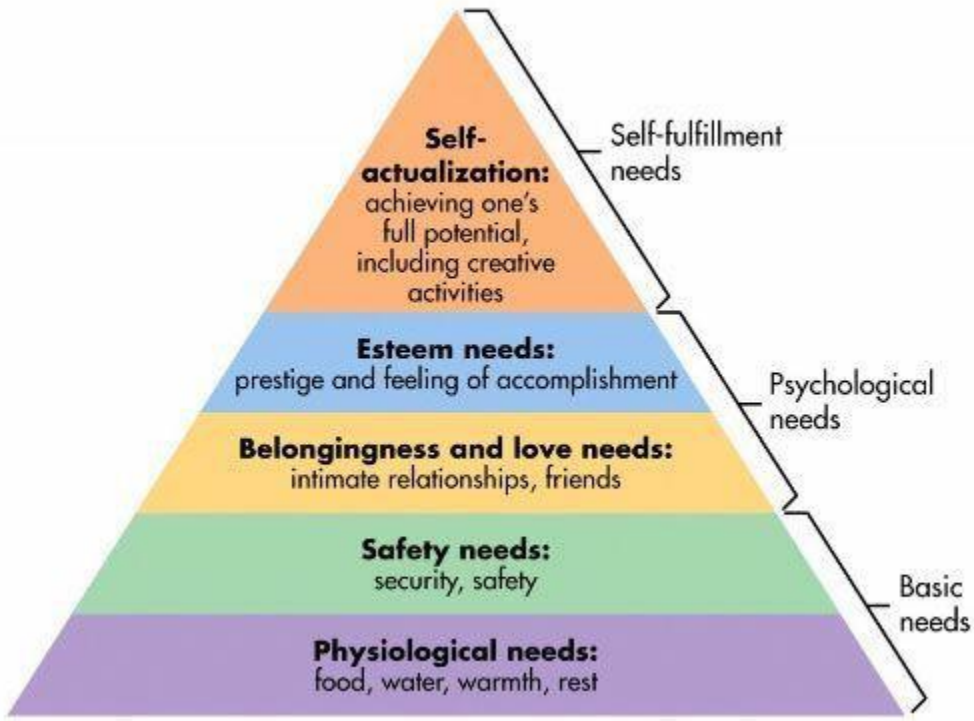 Self-
actualization:
achieving one's
full potential,
including creative
activities
Esteem needs:
prestige and feeling of accomplishment
Belongingness and love needs:
intimate relationships, friends
Safety needs:
security, safety
Physiological needs:
food, water, warmth, rest
Self-fulfillment
needs
Psychological
needs
Basic
needs